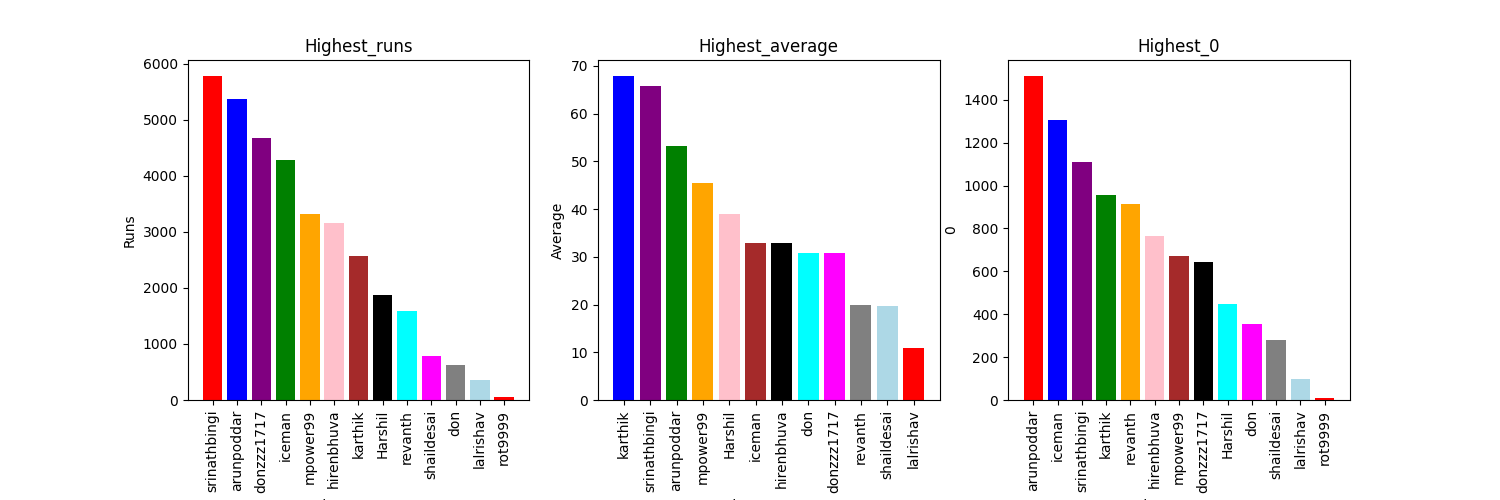 Highest_runs
Runs
6000
5000
4000
3000
2000
1000
0
srinathbingi
arunpoddar
donzzz1717
iceman
mpower99
hirenbhuva
karthik
Harshil
revanth
shaildesai
don
lalrishav
rot9999
Highest_average
Average
70
60
50
40
30
20
10
0
karthik
srinathbingi
arunpoddar
mpower99
Harshil
iceman
hirenbhuva
don
donzzz1717
revanth
shaildesai
lalrishav
Highest_0
0
1400
1200
1000
800
600
400
200
0
arunpoddar
iceman
srinathbingi
karthik
revanth
hirenbhuva
mpower99
donzzz1717
Harshil
don
shaildesai
lalrishav
rot9999